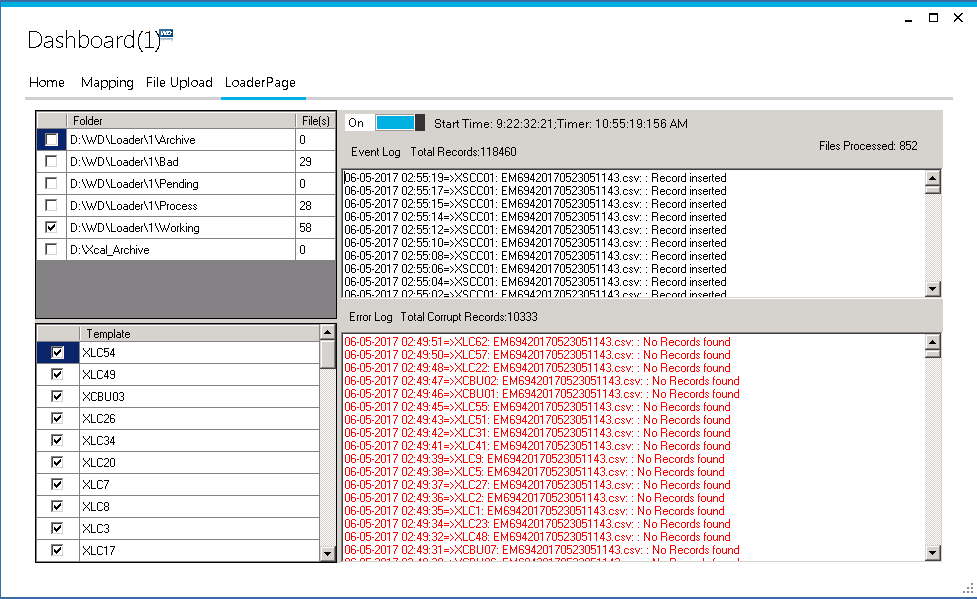 Dashboard(1)
WD
Home Mapping File Upload LoaderPage
Folder File(s)
D:\WD\Loader\1\Archive 0
D:\WD\Loader\1\Bad 29
D:\WD\Loader\1\Pending 0
D:\WD\Loader\1\Process 28
D:\WD\Loader\1\Working 58
D:\Xcal_Archive 0
Template
XLC54
XLC49
XCBU03
XLC26
XLC34
XLC20
XLC7
XLC8
XLC3
XLC17
On Start Time: 9:22:32:21;Timer: 10:55:19:156 AM
Event Log Total Records:118460 Files Processed: 852
06-05-2017 02:55:19=>XSCC01: EM69420170523051143.csv: : Record inserted
06-05-2017 02:55:17=>XSCC01: EM69420170523051143.csv: : Record inserted
06-05-2017 02:55:15=>XSCC01: EM69420170523051143.csv: : Record inserted
06-05-2017 02:55:14=>XSCC01: EM69420170523051143.csv: : Record inserted
06-05-2017 02:55:12=>XSCC01: EM69420170523051143.csv: : Record inserted
06-05-2017 02:55:10=>XSCC01: EM69420170523051143.csv: : Record inserted
06-05-2017 02:55:08=>XSCC01: EM69420170523051143.csv: : Record inserted
06-05-2017 02:55:06=>XSCC01: EM69420170523051143.csv: : Record inserted
06-05-2017 02:55:04=>XSCC01: EM69420170523051143.csv: : Record inserted
06-05-2017 02:55:02=>XSCC01: EM69420170523051143.csv: : Record inserted
Error Log Total Corrupt Records:10333
06-05-2017 02:49:51=>XLC62: EM69420170523051143.csv: : No Records found
06-05-2017 02:49:50=>XLC57: EM69420170523051143.csv: : No Records found
06-05-2017 02:49:48=>XLC22: EM69420170523051143.csv: : No Records found
06-05-2017 02:49:47=>XCBU02: EM69420170523051143.csv: : No Records found
06-05-2017 02:49:46=>XCBU01: EM69420170523051143.csv: : No Records found
06-05-2017 02:49:45=>XLC55: EM69420170523051143.csv: : No Records found
06-05-2017 02:49:43=>XLC51: EM69420170523051143.csv: : No Records found
06-05-2017 02:49:42=>XLC31: EM69420170523051143.csv: : No Records found
06-05-2017 02:49:41=>XLC41: EM69420170523051143.csv: : No Records found
06-05-2017 02:49:39=>XLC9: EM69420170523051143.csv: : No Records found
06-05-2017 02:49:38=>XLC5: EM69420170523051143.csv: : No Records found
06-05-2017 02:49:37=>XLC27: EM69420170523051143.csv: : No Records found
06-05-2017 02:49:36=>XLC2: EM69420170523051143.csv: : No Records found
06-05-2017 02:49:35=>XLC1: EM69420170523051143.csv: : No Records found
06-05-2017 02:49:34=>XLC23: EM69420170523051143.csv: : No Records found
06-05-2017 02:49:32=>XLC48: EM69420170523051143.csv: : No Records found
06-05-2017 02:49:31=>XCBU07: EM69420170523051143.csv: : No Records found